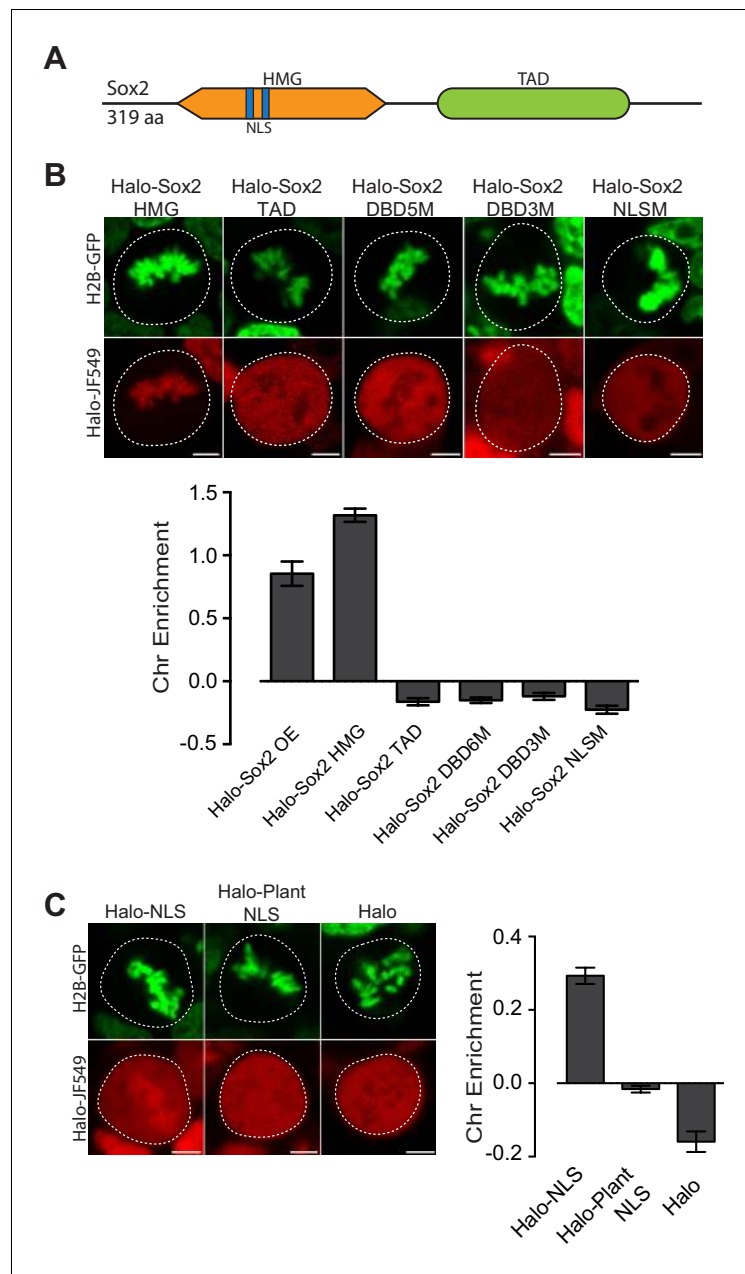 A
Sox2
319 aa
HMG
NLS
TAD
B
Halo-Sox2 HMG
Halo-Sox2 TAD
Halo-Sox2 DBD5M
Halo-Sox2 DBD3M
Halo-Sox2 NLSM
H2B-GFP
Halo-JF549
Chr Enrichment
1.5
1.0
0.5
0.0
-0.5
Halo-Sox2 OE
Halo-Sox2 HMG
Halo-Sox2 TAD
Halo-Sox2 DBD6M
Halo-Sox2 DBD3M
Halo-Sox2 NLSM
C
Halo-NLS
Halo-Plant
NLS
Halo
H2B-GFP
Halo-JF549
Chr Enrichment
0.4
0.2
0.0
-0.2
Halo-NLS
Halo-Plant
NLS
Halo